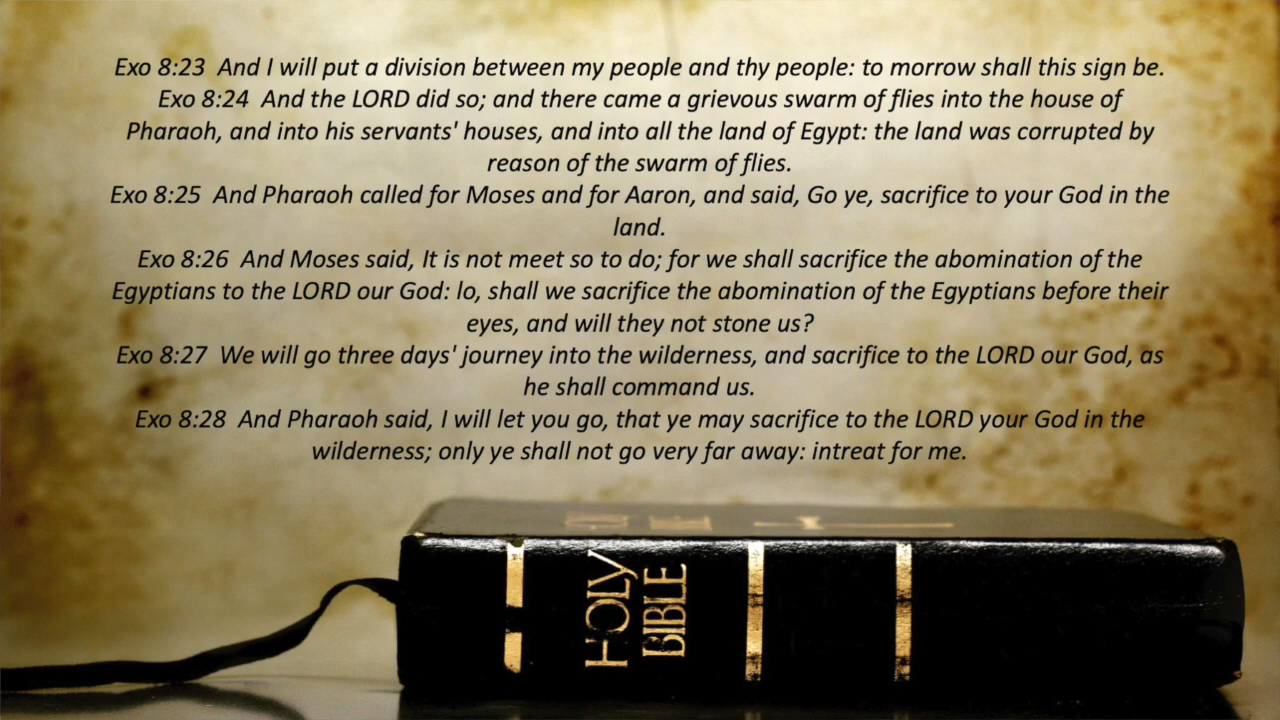 Exo 8:23 And I will put a division between my people and thy people: to morrow shall this sign be.
Exo 8:24 And the LORD did so; and there came a grievous swarm of flies into the house of
Pharaoh, and into his servants' houses, and into all the land of Egypt: the land was corrupted by
reason of the swarm of flies.
Exo 8:25 And Pharaoh called for Moses and for Aaron, and said, Go ye, sacrifice to your God in the
land.
Exo 8:26 And Moses said, It is not meet so to do; for we shall sacrifice the abomination of the
Egyptians to the LORD our God: lo, shall we sacrifice the abomination of the Egyptians before their
eyes, and will they not stone us?
Exo 8:27 We will go three days' journey into the wilderness, and sacrifice to the LORD our God, as
he shall command us.
Exo 8:28 And Pharaoh said, I will let you go, that ye may sacrifice to the LORD your God in the
wilderness; only ye shall not go very far away: intreat for me.
HOLY
BIBLE